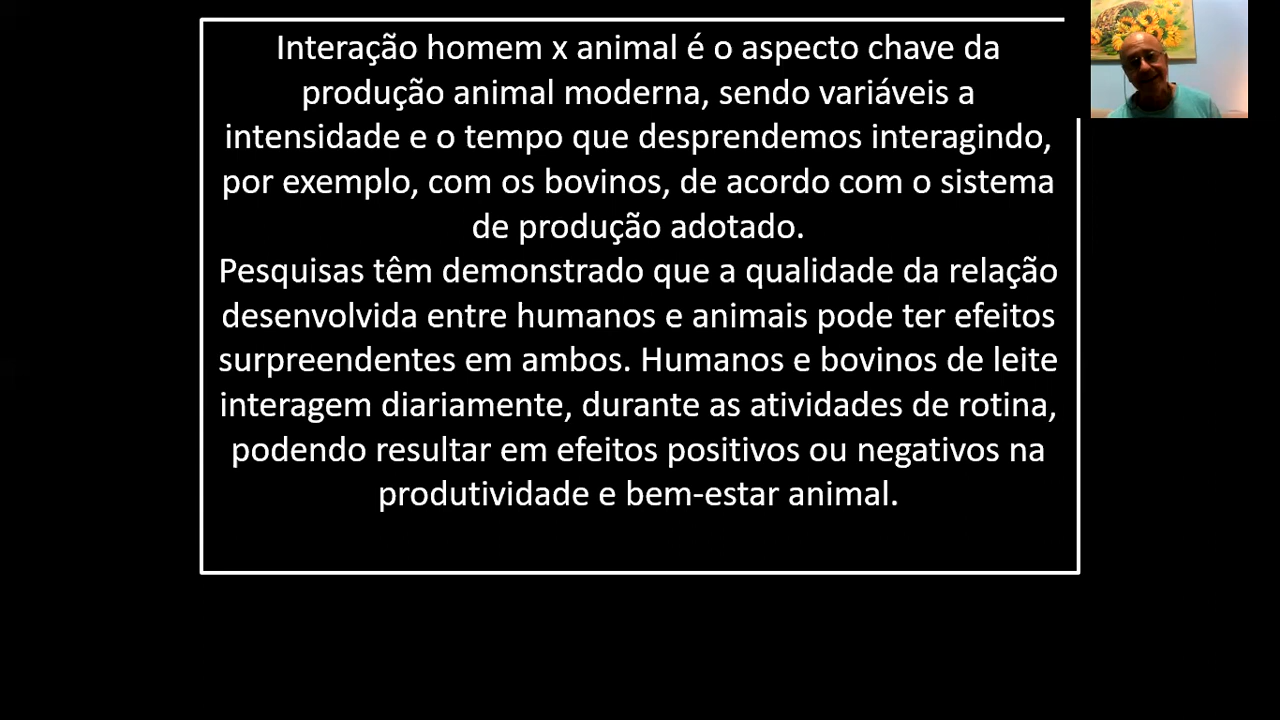 Interação homem x animal é o aspecto chave da
produção animal moderna, sendo variáveis a
intensidade e o tempo que desprendemos interagindo,
por exemplo, com os bovinos, de acordo com o sistema
de produção adotado.
Pesquisas têm demonstrado que a qualidade da relação
desenvolvida entre humanos e animais pode ter efeitos
surpreendentes em ambos. Humanos e bovinos de leite
interagem diariamente, durante as atividades de rotina,
podendo resultar em efeitos positivos ou negativos na
produtividade e bem-estar animal.